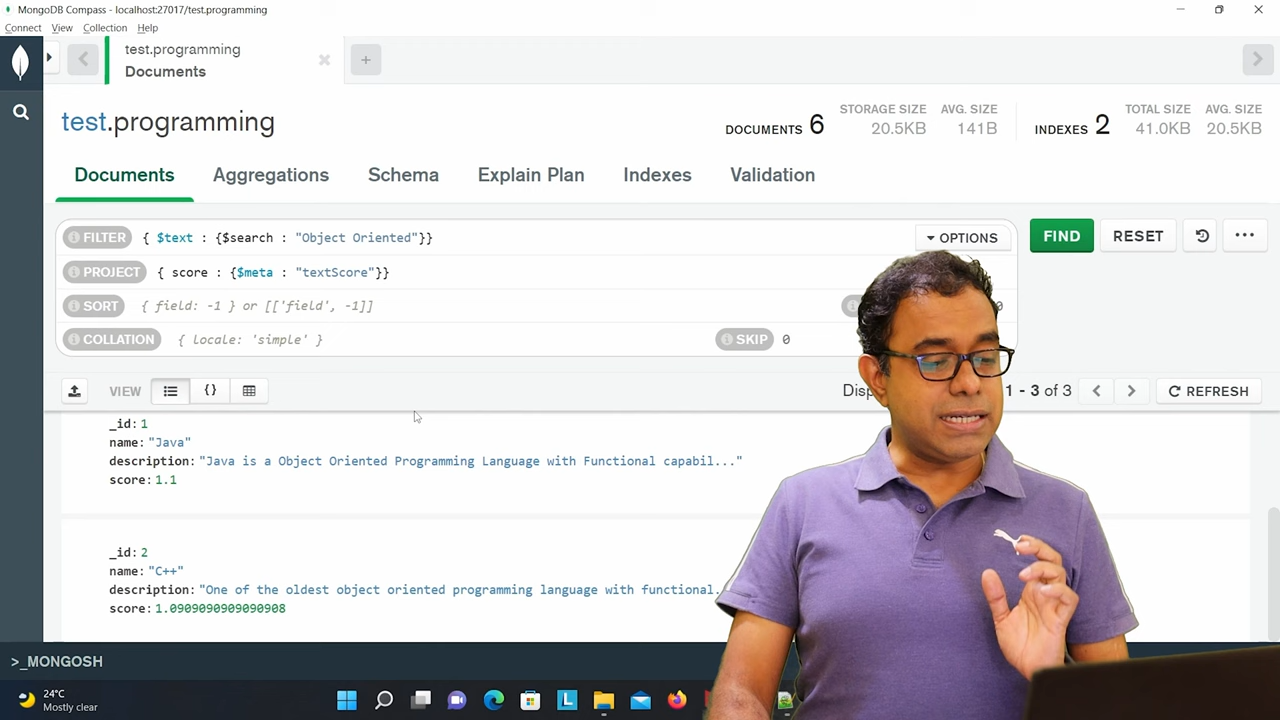 MongoDB Compass - localhost:27017/test.programming
Connect View Collection Help
test.programming
Documents
test.programming
DOCUMENTS 6
STORAGE SIZE
20.5KB
AVG. SIZE
141B
INDEXES 2
TOTAL SIZE
41.0KB
AVG. SIZE
20.5KB
Documents Aggregations Schema Explain Plan Indexes Validation
FILTER { $text : {$search : "Object Oriented"}}
OPTIONS
FIND RESET
PROJECT { score : {$meta : "textScore"}}
SORT { field: -1 } or [['field', -1]]
COLLATION { locale: 'simple' }
SKIP 0
VIEW
1 - 3 of 3
REFRESH
_id: 1
name: "Java"
description: "Java is a Object Oriented Programming Language with Functional capabil..."
score: 1.1
_id: 2
name: "C++"
description: "One of the oldest object oriented programming language with functional.
score: 1.0909090909090908
>_MONGOSH
24°C
Mostly clear